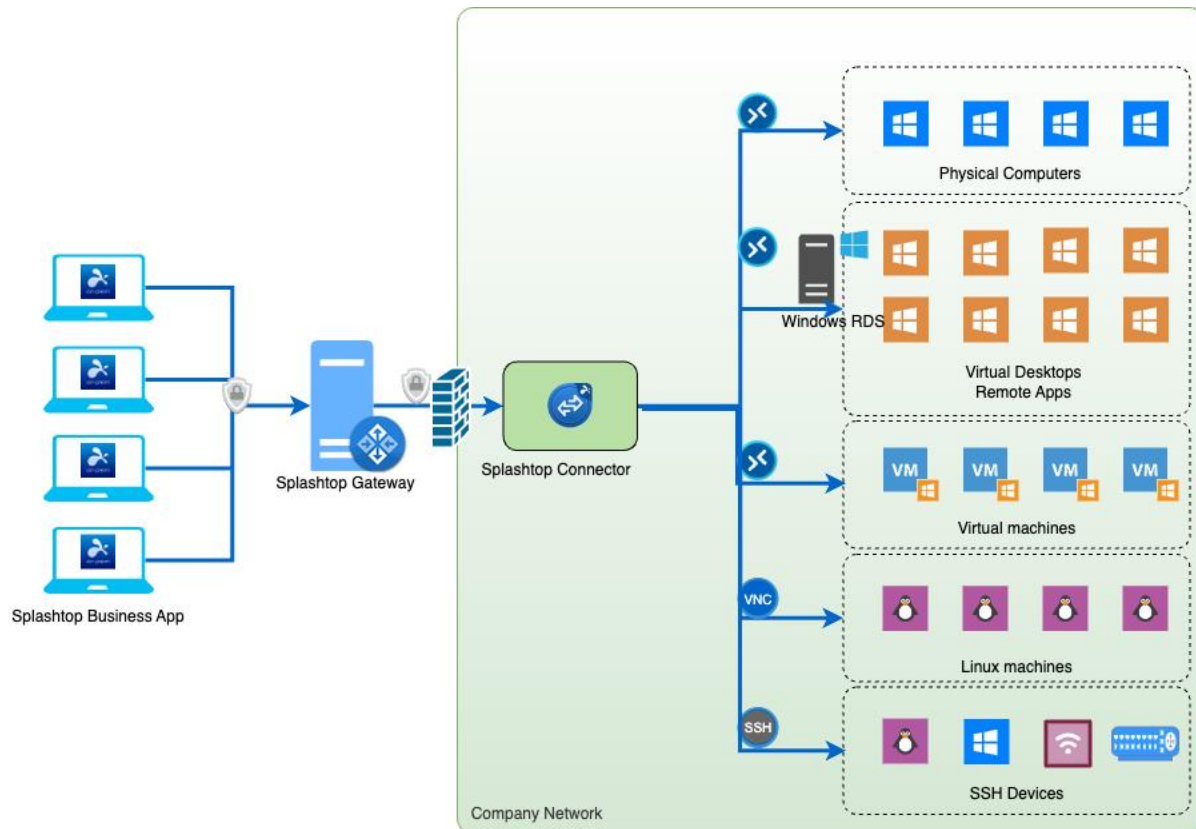 Physical Computers
Windows RDS
Virtual Desktops
Remote Apps
Splashtop Gateway
Splashtop Connector
VM
VM
VM
VM
Virtual machines
Splashtop Business App
VNC
Linux machines
SSH
SSH Devices
Company Network